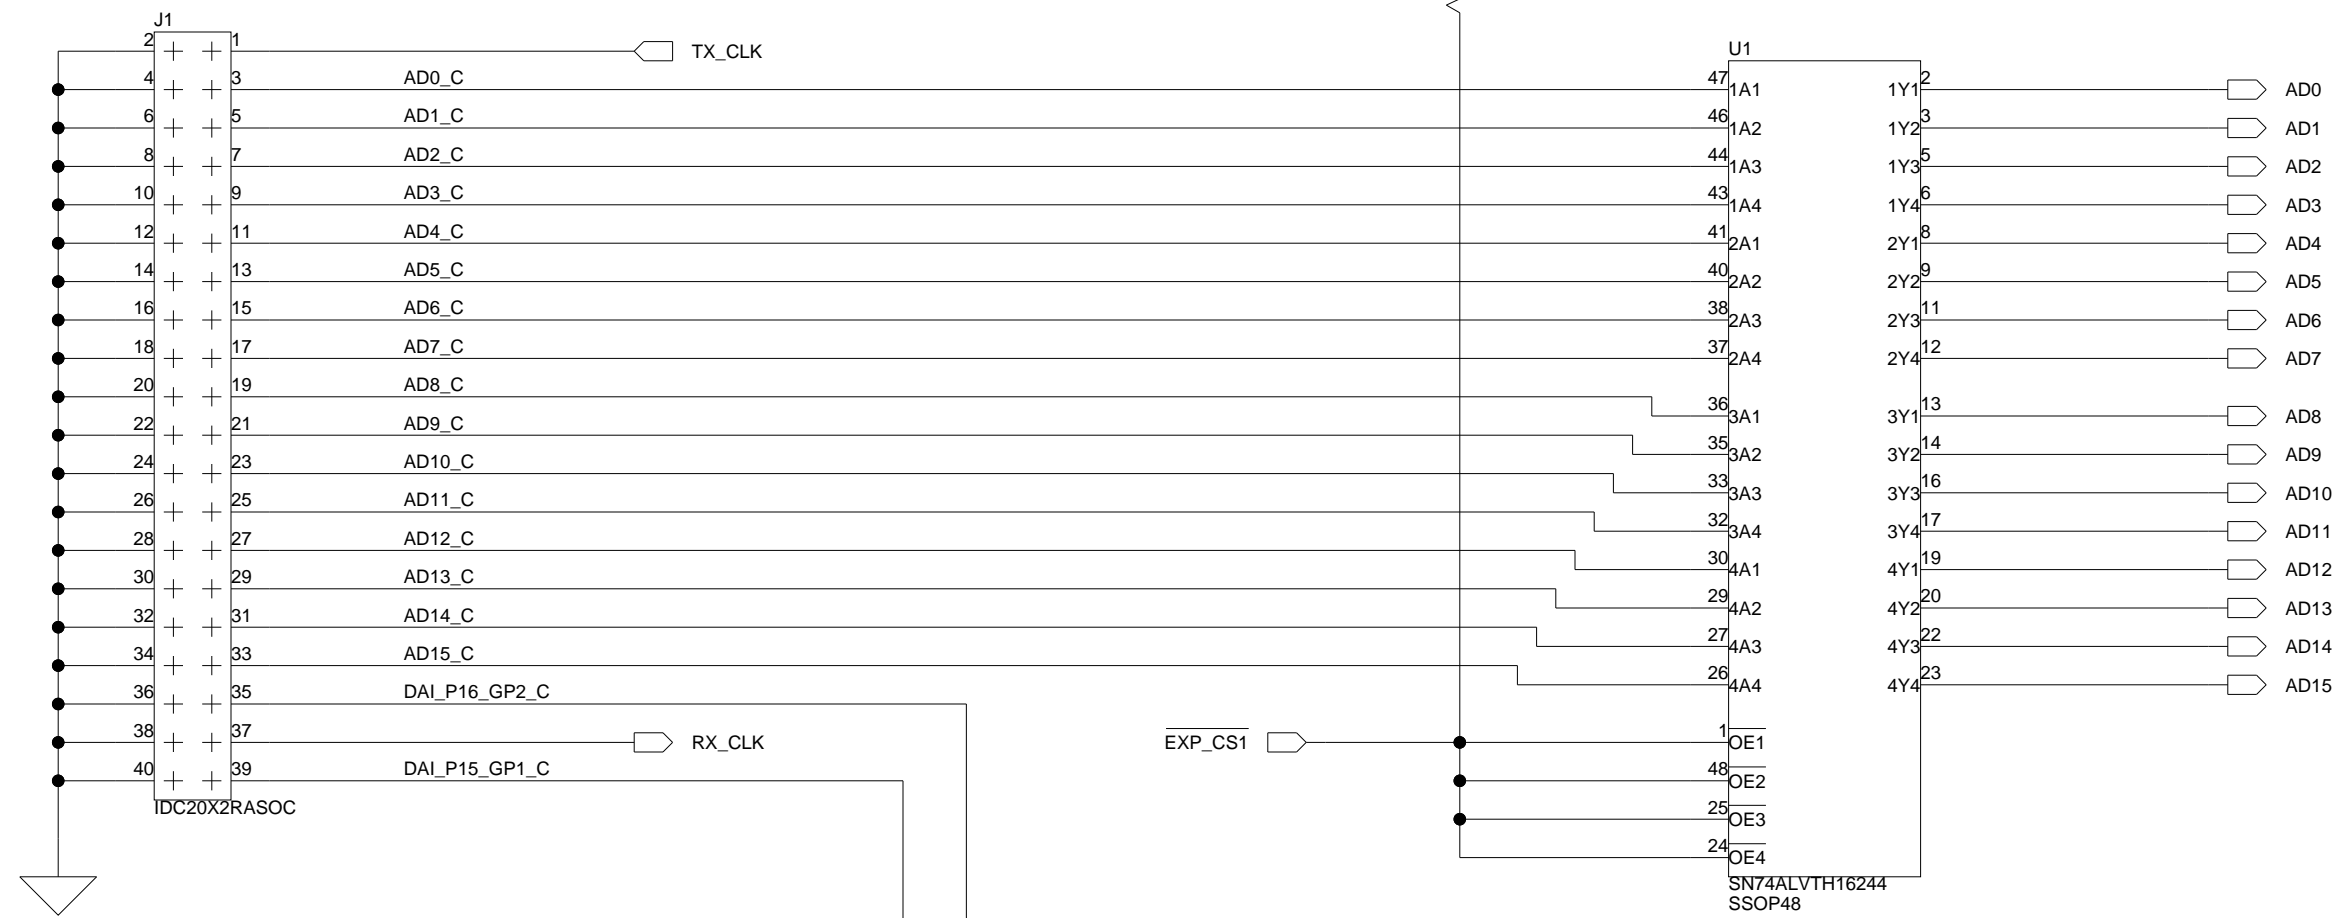 J1
2 1 TX_CLK
4 3 AD0_C
6 5 AD1_C
8 7 AD2_C
10 9 AD3_C
12 11 AD4_C
14 13 AD5_C
16 15 AD6_C
18 17 AD7_C
20 19 AD8_C
22 21 AD9_C
24 23 AD10_C
26 25 AD11_C
28 27 AD12_C
30 29 AD13_C
32 31 AD14_C
34 33 AD15_C
36 35 DAI_P16_GP2_C
38 37 RX_CLK
40 39 DAI_P15_GP1_C
IDC20X2RASOC
U1
47 1A1 1Y1 2 AD0
46 1A2 1Y2 3 AD1
44 1A3 1Y3 5 AD2
43 1A4 1Y4 6 AD3
41 2A1 2Y1 8 AD4
40 2A2 2Y2 9 AD5
38 2A3 2Y3 11 AD6
37 2A4 2Y4 12 AD7
36 3A1 3Y1 13 AD8
35 3A2 3Y2 14 AD9
33 3A3 3Y3 16 AD10
32 3A4 3Y4 17 AD11
30 4A1 4Y1 19 AD12
29 4A2 4Y2 20 AD13
27 4A3 4Y3 22 AD14
26 4A4 4Y4 23 AD15
EXP_CS1 1 OE1
48 OE2
25 OE3
24 OE4
SN74ALVTH16244
SSOP48